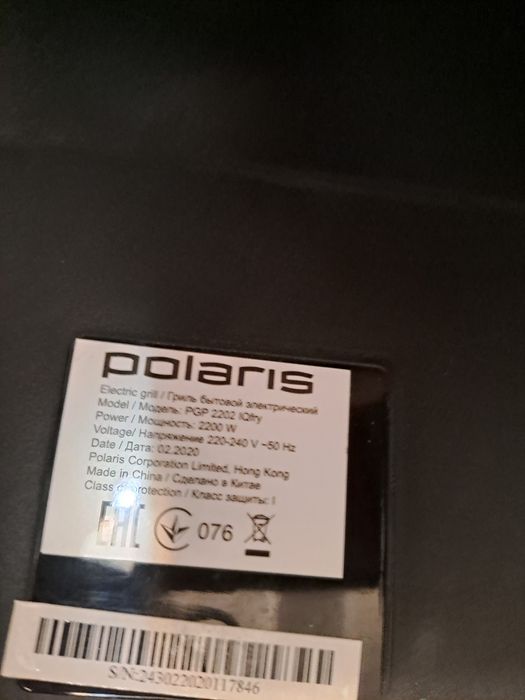 polaris
Electric grill / Гриль бытовой электрический
Model / Модель: PGP 2202 IQfry
Power / Мощность: 2200 W
Voltage/ Напряжение 220-240 V ~50 Hz
Date / Дата: 02.2020
Polaris Corporation Limited, Hong Kong
Made in China / Сделано в Китае
Class of protection / Класс защиты: I
EAC 076
S/N:243022020117846